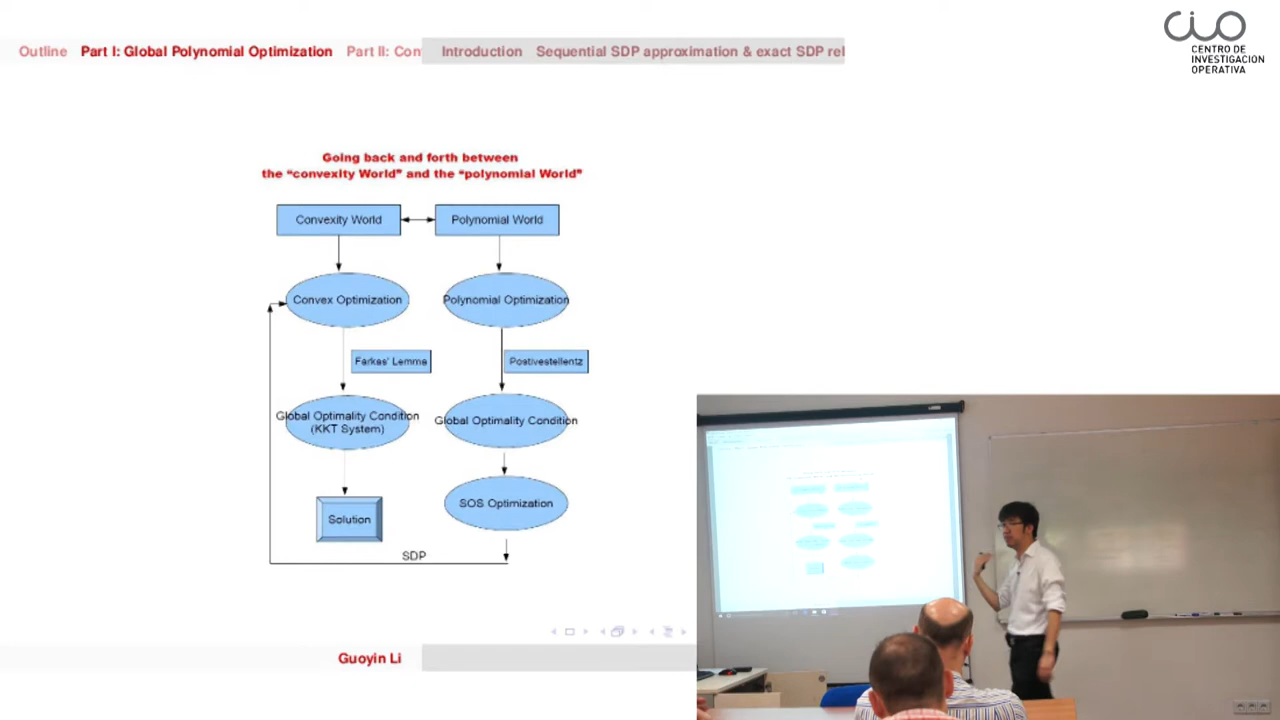 Outline Part I: Global Polynomial Optimization Part II: Con Introduction Sequential SDP approximation & exact SDP rel
CIO
CENTRO DE
INVESTIGACION
OPERATIVA
Going back and forth between
the "convexity World" and the "polynomial World"
Convexity World
Polynomial World
Convex Optimization
Polynomial Optimization
Farkas' Lemma
Postivestellentz
Global Optimality Condition
(KKT System)
Global Optimality Condition
SOS Optimization
Solution
SDP
Guoyin Li